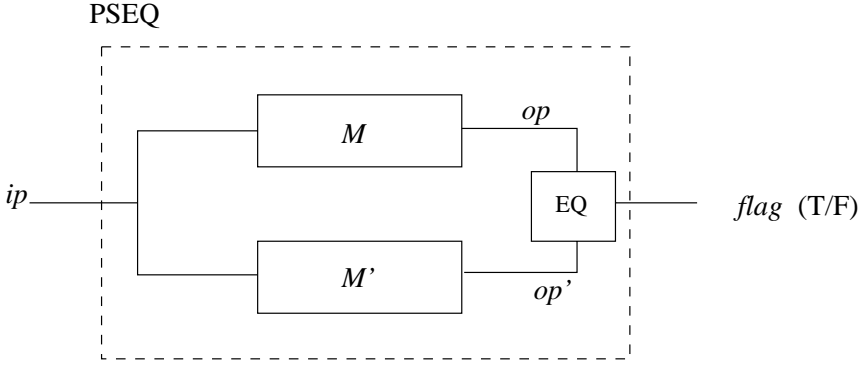 PSEQ
M
op
ip
EQ
flag (T/F)
M'
op'